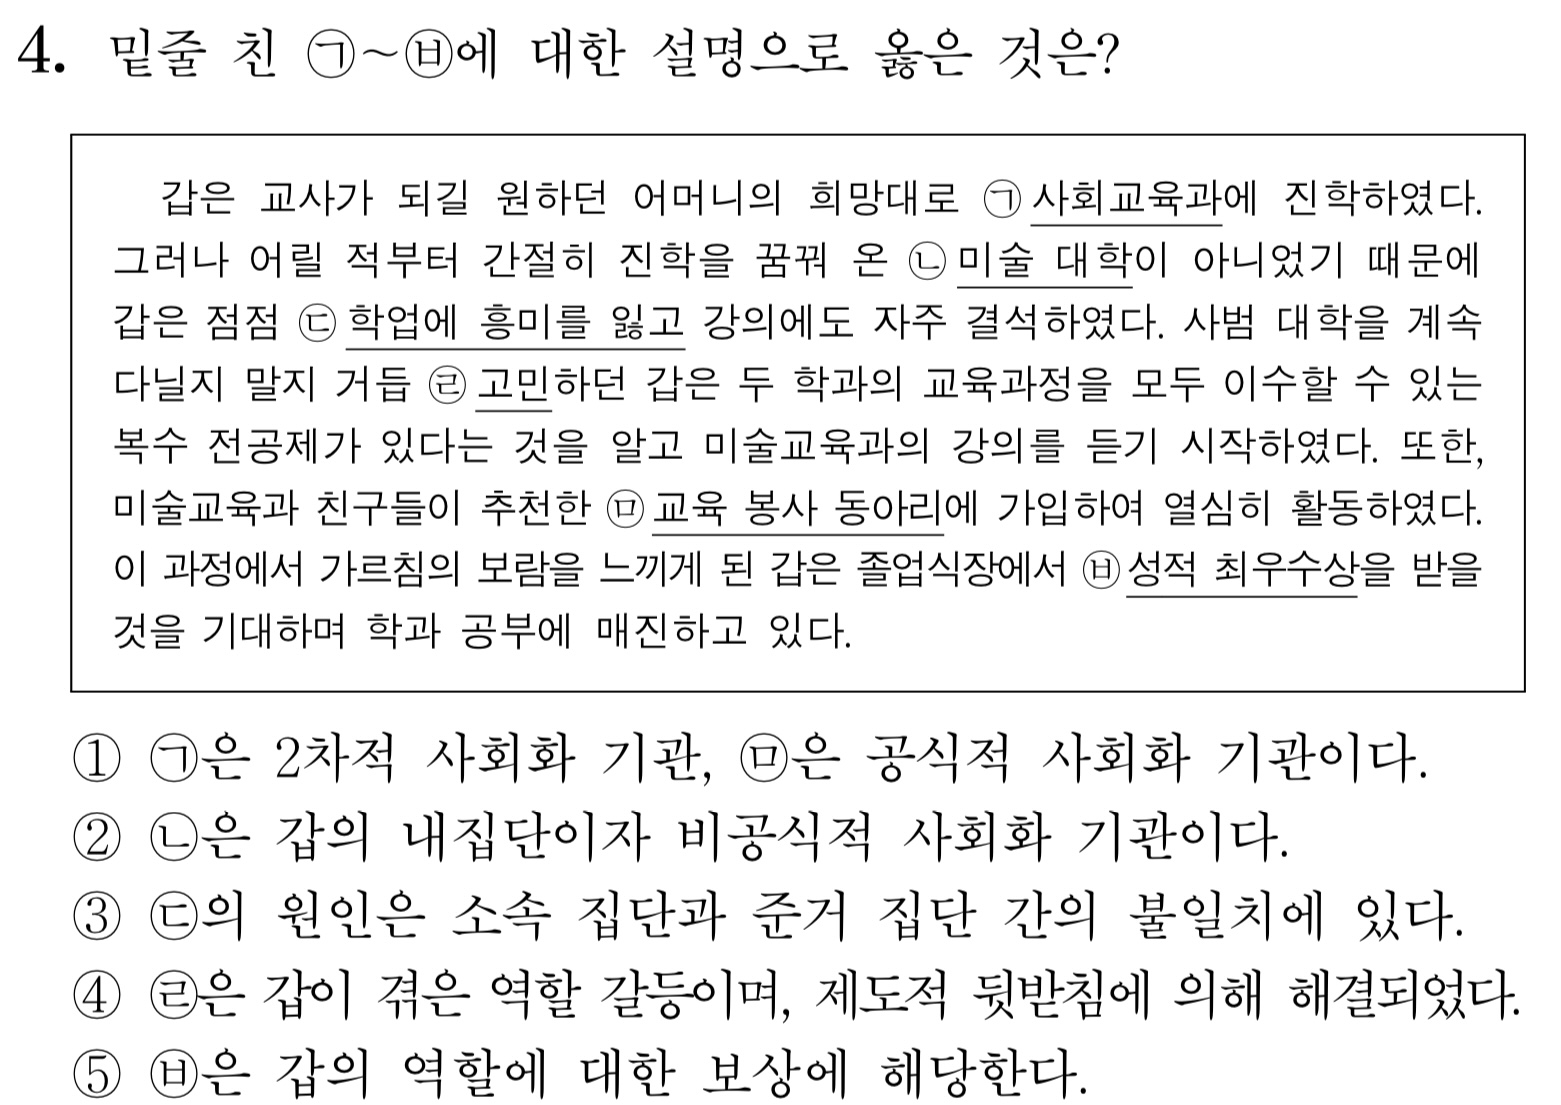 4. 밑줄 친 ㉠~㉥에 대한 설명으로 옳은 것은?
갑은 교사가 되길 원하던 어머니의 희망대로 ㉠사회교육과에 진학하였다.
그러나 어릴 적부터 간절히 진학을 꿈꿔 온 ㉡미술 대학이 아니었기 때문에
갑은 점점 ㉢학업에 흥미를 잃고 강의에도 자주 결석하였다. 사범 대학을 계속
다닐지 말지 거듭 ㉣고민하던 갑은 두 학과의 교육과정을 모두 이수할 수 있는
복수 전공제가 있다는 것을 알고 미술교육과의 강의를 듣기 시작하였다. 또한,
미술교육과 친구들이 추천한 ㉤교육 봉사 동아리에 가입하여 열심히 활동하였다.
이 과정에서 가르침의 보람을 느끼게 된 갑은 졸업식장에서 ㉥성적 최우수상을 받을
것을 기대하며 학과 공부에 매진하고 있다.
① ㉠은 2차적 사회화 기관, ㉤은 공식적 사회화 기관이다.
② ㉡은 갑의 내집단이자 비공식적 사회화 기관이다.
③ ㉢의 원인은 소속 집단과 준거 집단 간의 불일치에 있다.
④ ㉣은 갑이 겪은 역할 갈등이며, 제도적 뒷받침에 의해 해결되었다.
⑤ ㉥은 갑의 역할에 대한 보상에 해당한다.